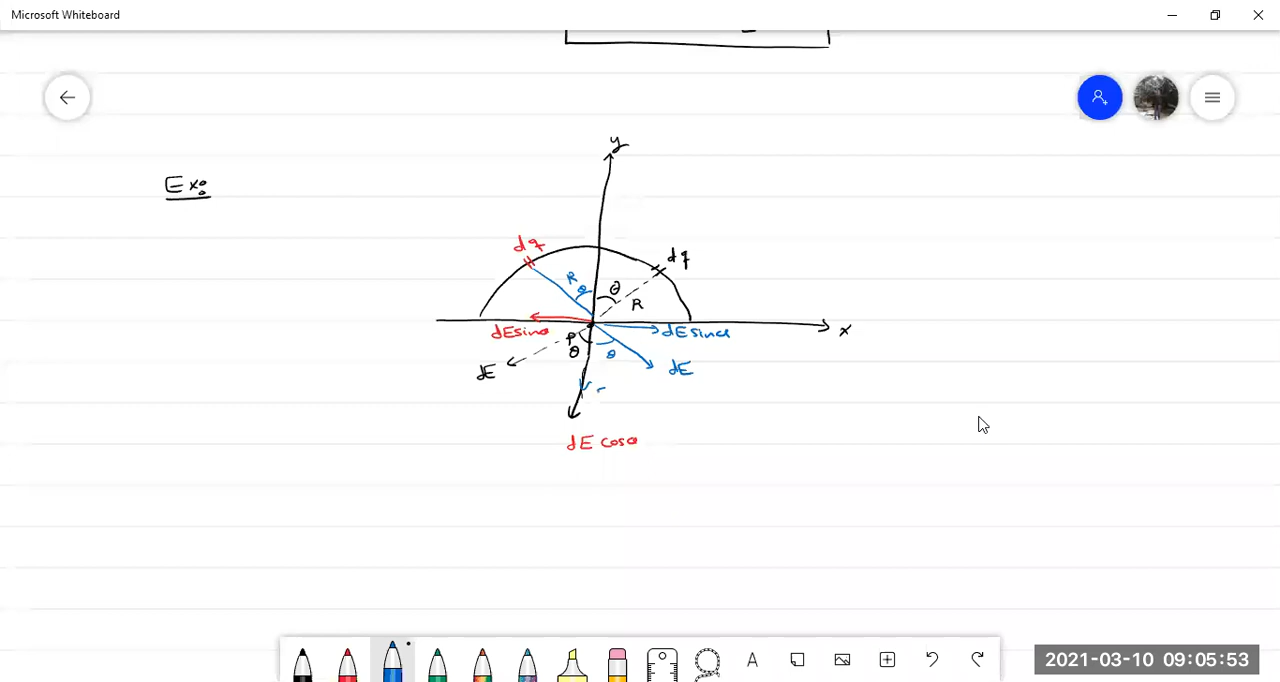 Microsoft Whiteboard
y
Ex:
dq
dq
R
θ
θ
R
dE sinθ
dE sinθ
x
P
θ
θ
dE
dE
dE cosθ
A
2021-03-10 09:05:53